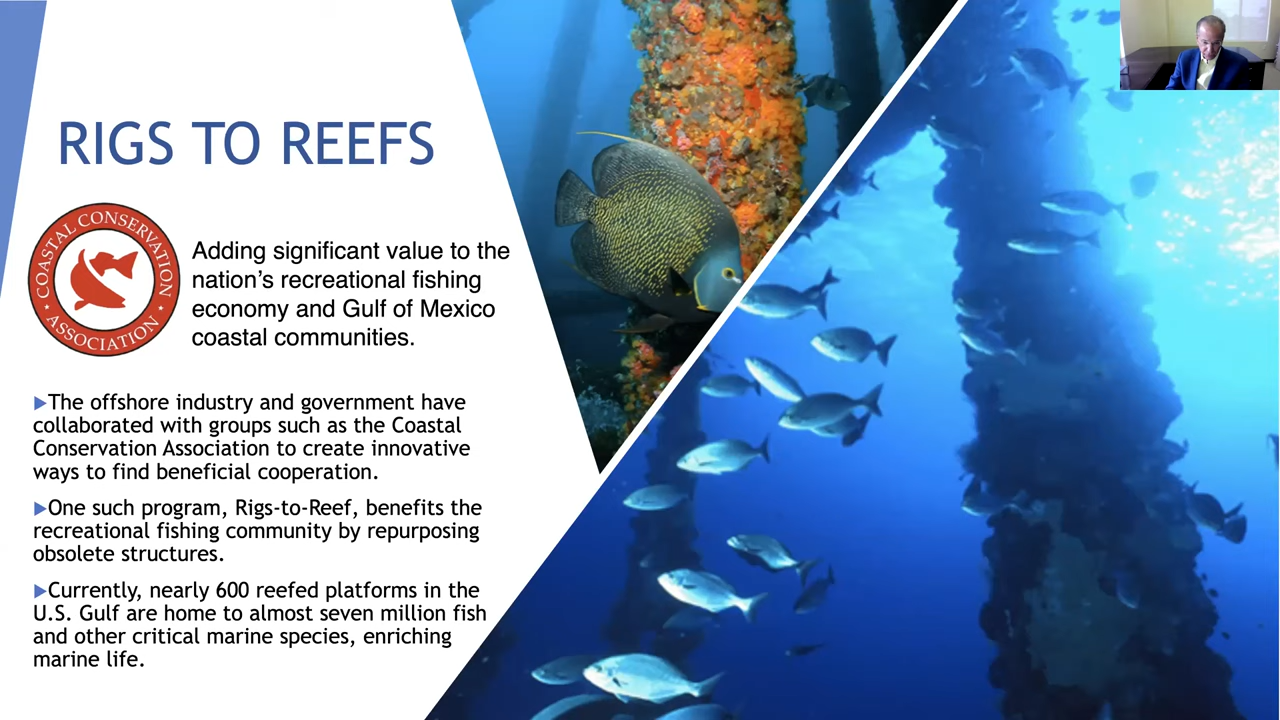 RIGS TO REEFS
COASTAL CONSERVATION
ASSOCIATION
Adding significant value to the
nation's recreational fishing
economy and Gulf of Mexico
coastal communities.
▶The offshore industry and government have
collaborated with groups such as the Coastal
Conservation Association to create innovative
ways to find beneficial cooperation.
▶One such program, Rigs-to-Reef, benefits the
recreational fishing community by repurposing
obsolete structures.
▶Currently, nearly 600 reefed platforms in the
U.S. Gulf are home to almost seven million fish
and other critical marine species, enriching
marine life.